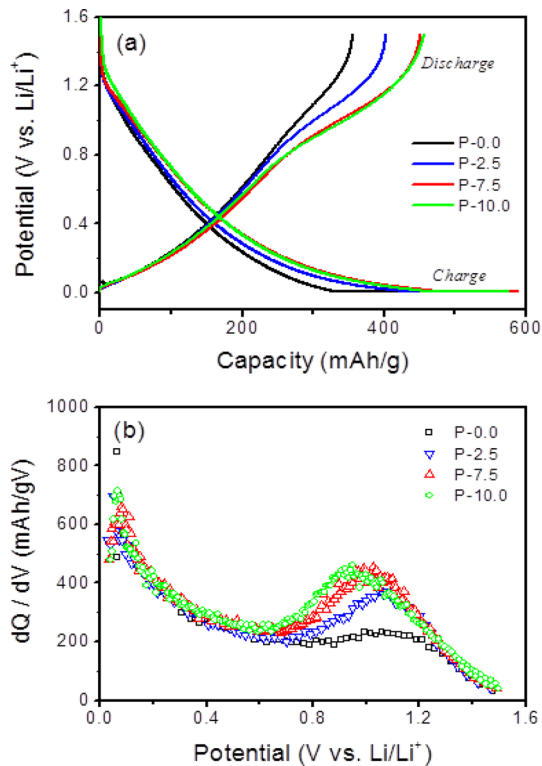 (a)
1.6
1.2
0.8
0.4
0.0
Potential (V vs. Li/Li⁺)
Discharge
P-0.0
P-2.5
P-7.5
P-10.0
Charge
0 200 400 600
Capacity (mAh/g)
(b)
1000
800
600
400
200
0
dQ / dV (mAh/gV)
P-0.0
P-2.5
P-7.5
P-10.0
0.0 0.4 0.8 1.2 1.6
Potential (V vs. Li/Li⁺)